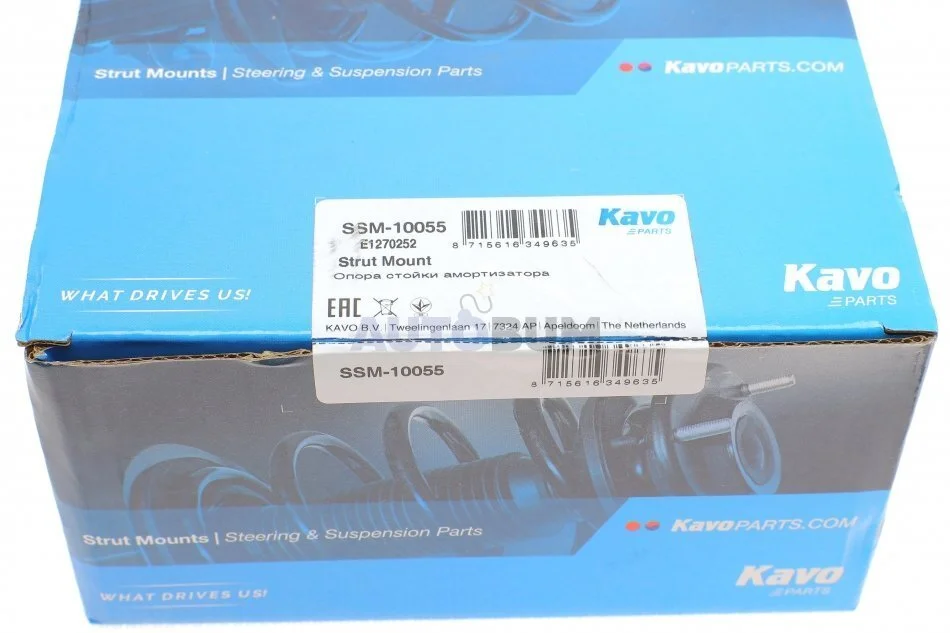 Strut Mounts | Steering & Suspension Parts
KAVOPARTS.COM
SSM-10055
E1270252
8 715616 349635
Kavo
PARTS
Strut Mount
Опора стойки амортизатора
WHAT DRIVES US!
Kavo
PARTS
EAC
KAVO B.V. | Tweelingenlaan 17 | 7324 AP | Apeldoorn | The Netherlands
AUTOBUM
SSM-10055
8 715616 349635
Strut Mounts | Steering & Suspension Parts
KAVOPARTS.COM
WHAT DRIVES US!
Kavo
PARTS